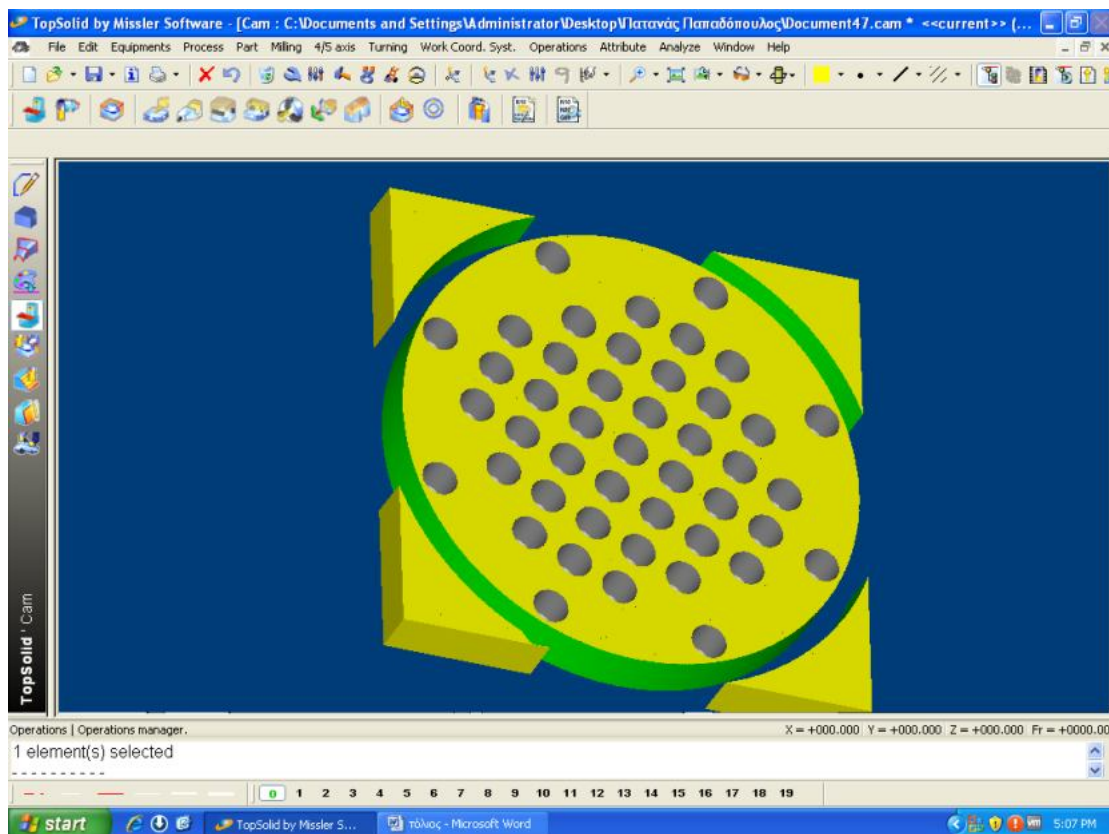 TopSolid by Missler Software - [Cam : C:\Documents and Settings\Administrator\Desktop\Πατανάς Παπαδόπουλος\Document47.cam * <<current>> (...
File Edit Equipments Process Part Milling 4/5 axis Turning Work Coord. Syst. Operations Attribute Analyze Window Help
TopSolid'Cam
Operations | Operations manager.
X = +000.000 Y = +000.000 Z = +000.000 Fr = +0000.00
1 element(s) selected
----------
0 1 2 3 4 5 6 7 8 9 10 11 12 13 14 15 16 17 18 19
start TopSolid by Missler S... τόλιος - Microsoft Word 5:07 PM